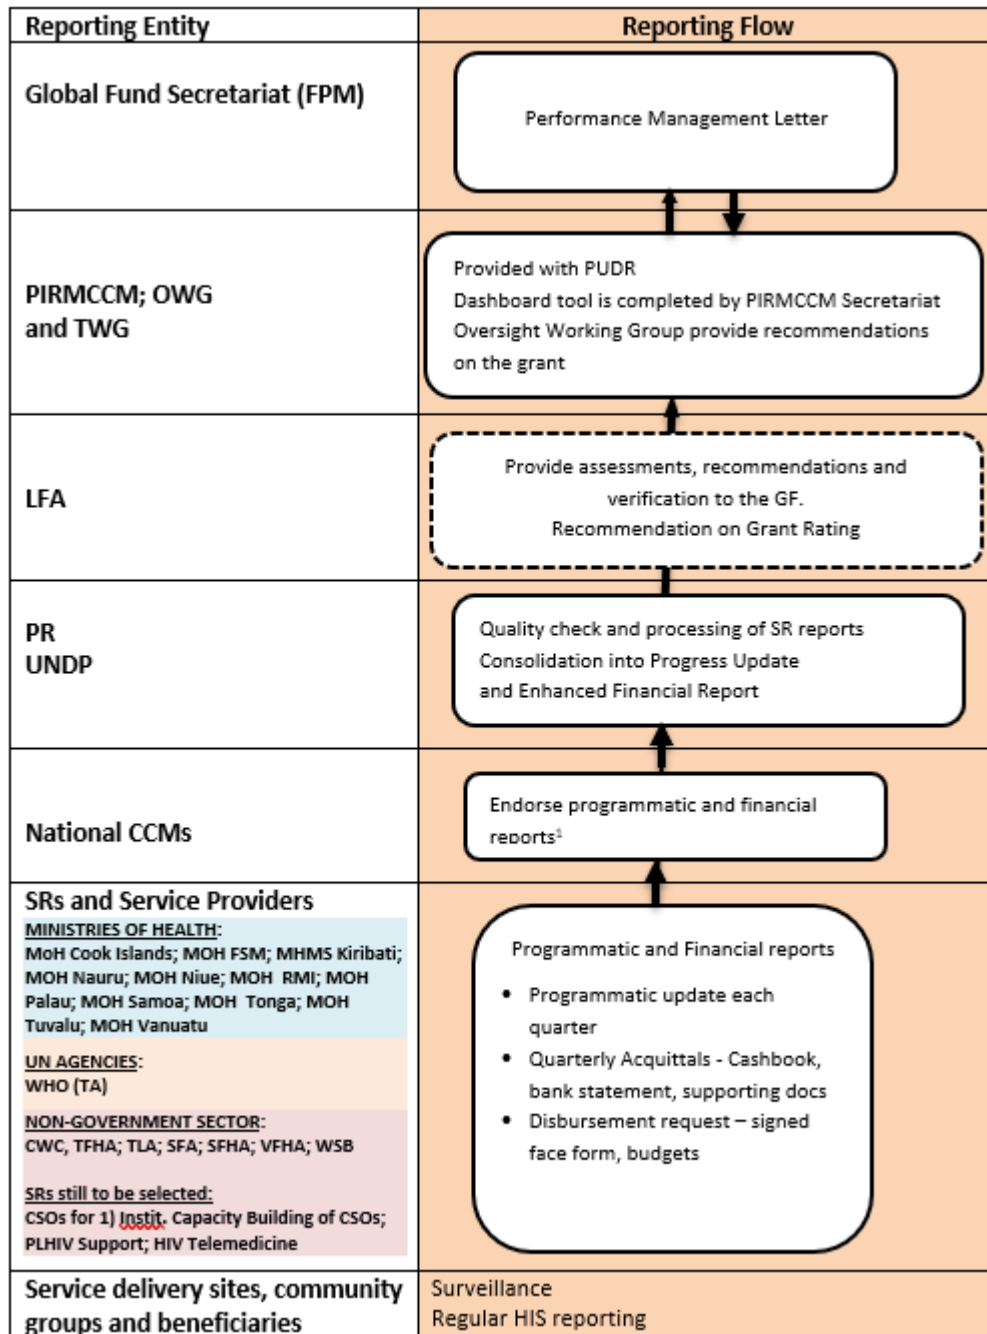 Reporting Entity
Reporting Flow
Global Fund Secretariat (FPM)
Performance Management Letter
PIRMCCM; OWG
and TWG
Provided with PUDR
Dashboard tool is completed by PIRMCCM Secretariat
Oversight Working Group provide recommendations
on the grant
LFA
Provide assessments, recommendations and
verification to the GF.
Recommendation on Grant Rating
PR
UNDP
Quality check and processing of SR reports
Consolidation into Progress Update
and Enhanced Financial Report
National CCMs
Endorse programmatic and financial
reports¹
SRs and Service Providers
MINISTRIES OF HEALTH:
MoH Cook Islands; MOH FSM; MHMS Kiribati;
MOH Nauru; MOH Niue; MOH RMI; MOH
Palau; MOH Samoa; MOH Tonga; MOH
Tuvalu; MOH Vanuatu
UN AGENCIES:
WHO (TA)
NON-GOVERNMENT SECTOR:
CWC, TFHA; TLA; SFA; SFHA; VFHA; WSB
SRs still to be selected:
CSOs for 1) Instit. Capacity Building of CSOs;
PLHIV Support; HIV Telemedicine
Programmatic and Financial reports
• Programmatic update each
quarter
• Quarterly Acquittals - Cashbook,
bank statement, supporting docs
• Disbursement request – signed
face form, budgets
Service delivery sites, community
groups and beneficiaries
Surveillance
Regular HIS reporting